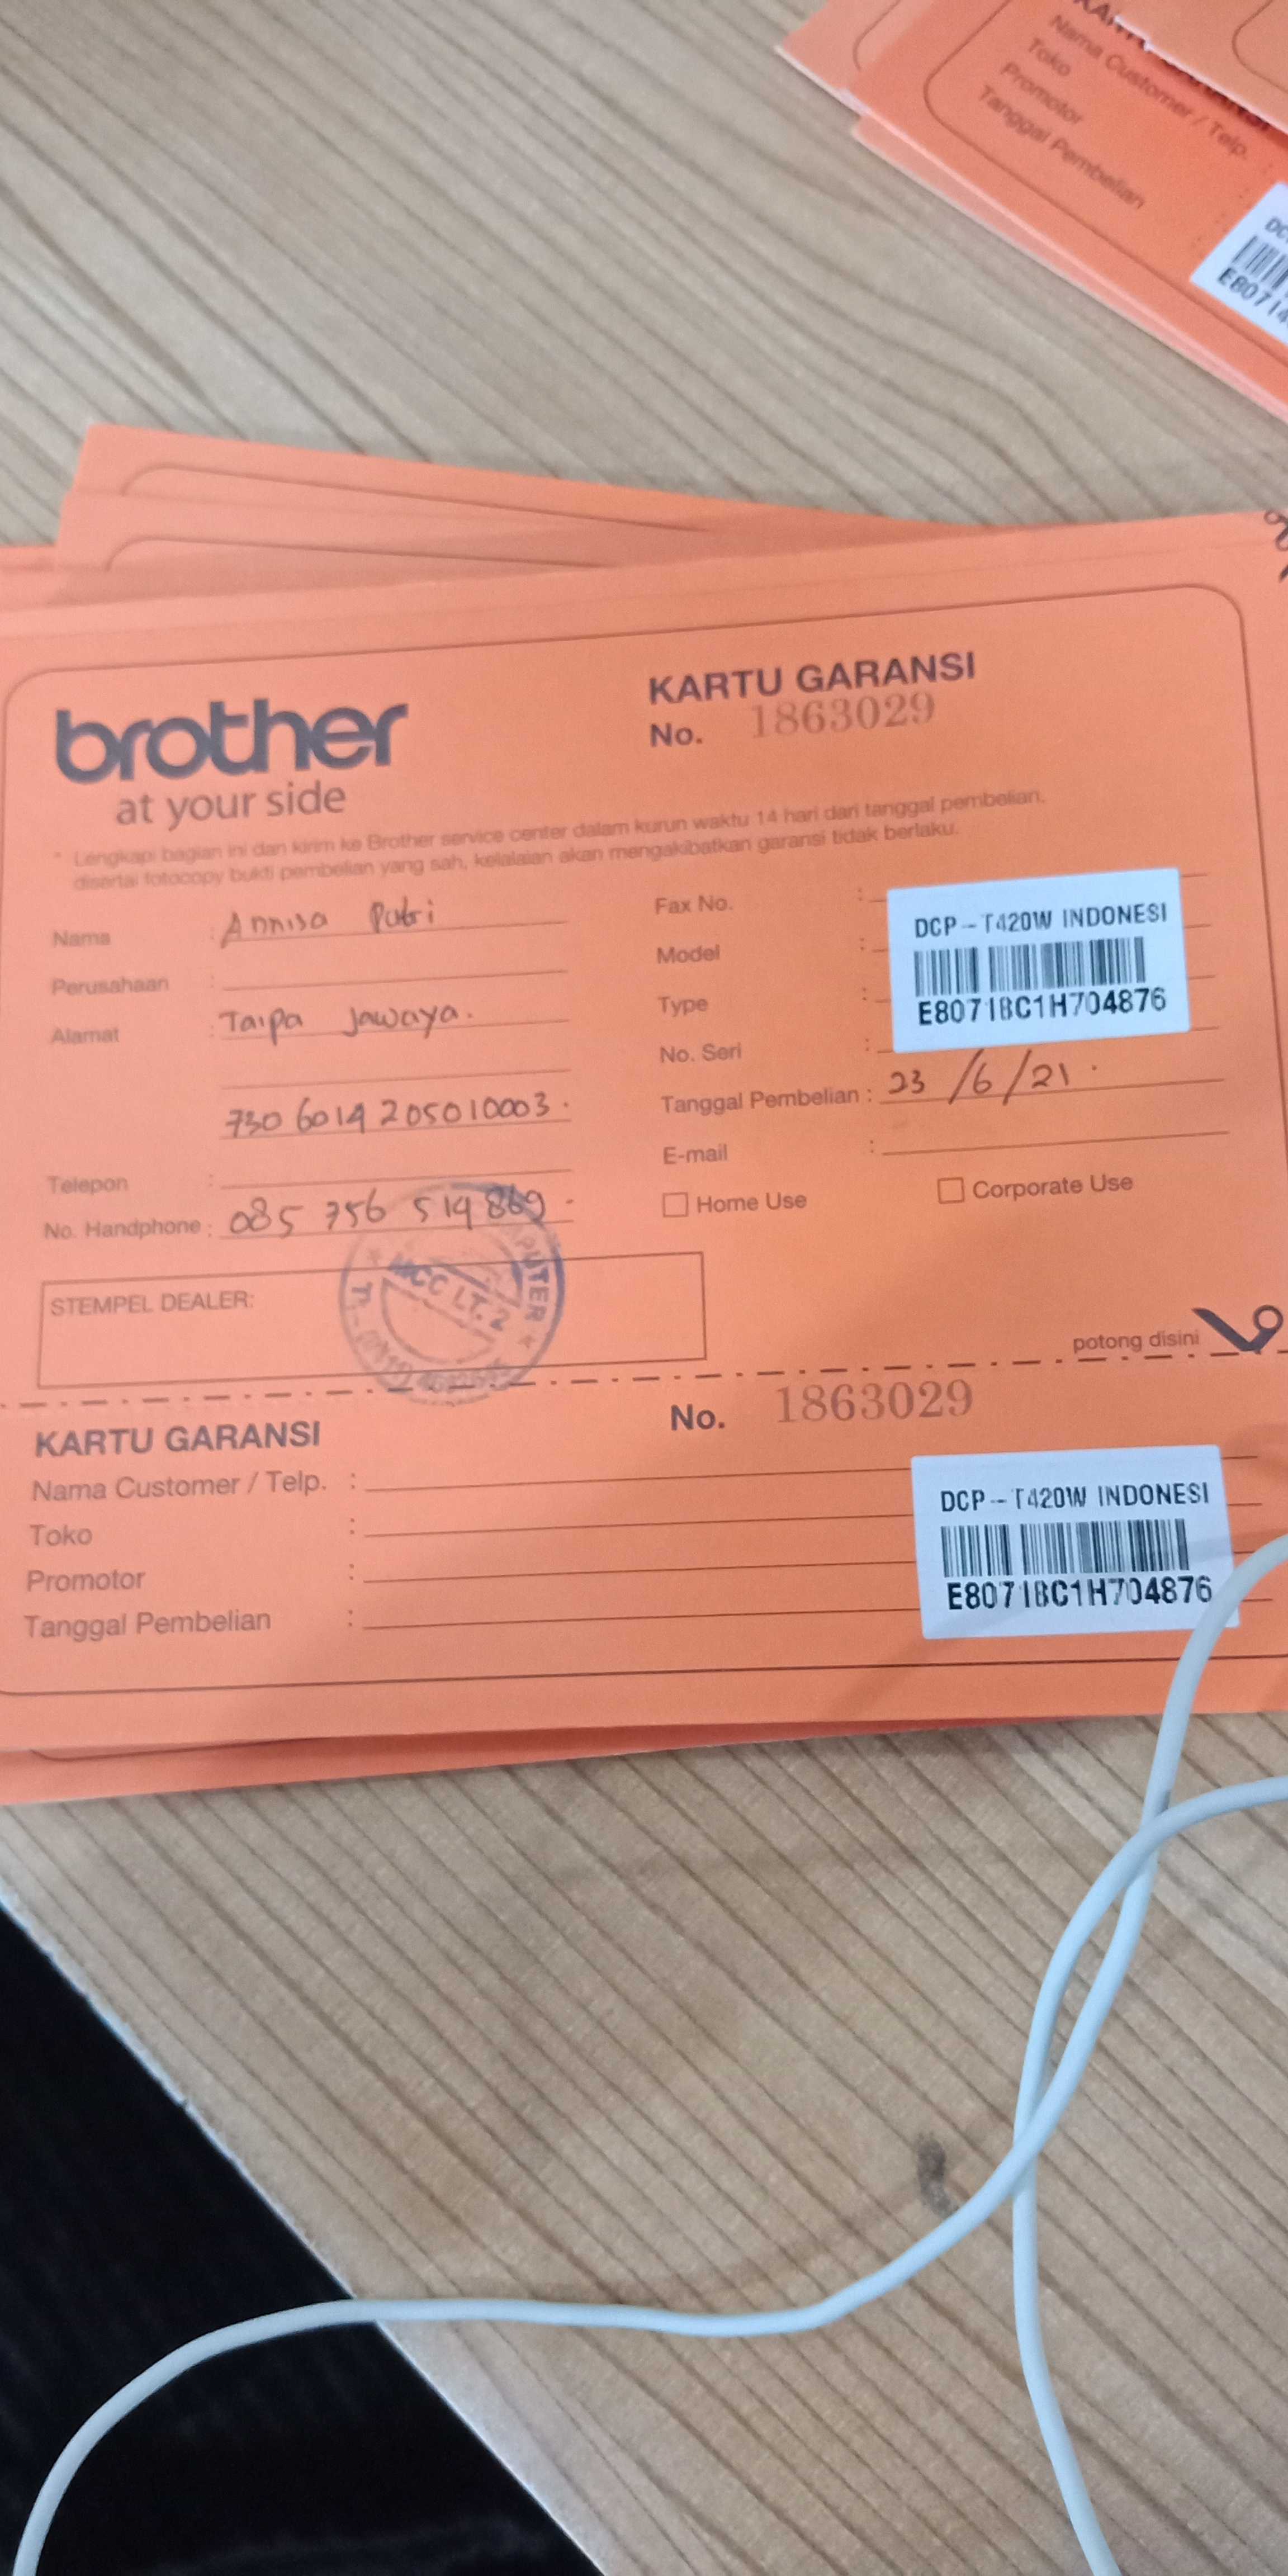 Nama Customer / Telp.
Toko
Promotor
Tanggal Pembelian
E80714
brother
at your side
KARTU GARANSI
No. 1863029
* Lengkapi bagian ini dan kirim ke Brother service center dalam kurun waktu 14 hari dari tanggal pembelian,
disertai fotocopy bukti pembelian yang sah, kelalaian akan mengakibatkan garansi tidak berlaku.
Nama : Annisa Putri
Perusahaan :
Alamat : Taipa Jawaya.
7306014205010003.
Telepon :
No. Handphone : 085 756 519 869.
Fax No. :
Model :
Type :
No. Seri :
DCP-T420W INDONESI
E80718C1H704876
Tanggal Pembelian : 23 /6/21.
E-mail :
Home Use
Corporate Use
STEMPEL DEALER:
MCC LT. 2
potong disini
KARTU GARANSI
No. 1863029
Nama Customer / Telp. :
Toko :
Promotor :
Tanggal Pembelian :
DCP-T420W INDONESI
E80718C1H704876